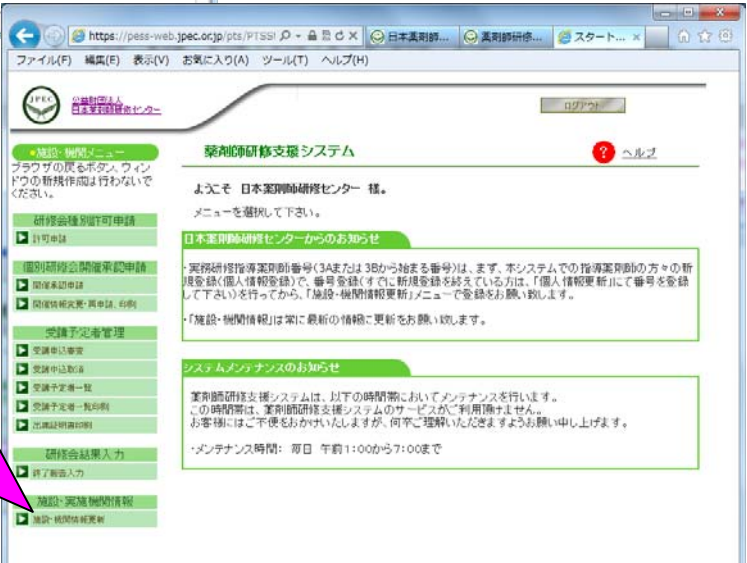 https://pess-web.jpec.or.jp/pts/PTSS!
日本薬剤師...
薬剤師研修...
スタート...
ファイル(F) 編集(E) 表示(V) お気に入り(A) ツール(T) ヘルプ(H)
JPEC
公益財団法人
日本薬剤師研修センター
ログアウト
●施設・機関メニュー
ブラウザの戻るボタン、ウィン
ドウの新規作成は行わないで
ください。
研修会種別許可申請
許可申請
個別研修会開催承認申請
開催承認申請
開催情報変更・再申請、印刷
受講予定者管理
受講申込審査
受講申込取消
受講予定者一覧
受講予定者一覧印刷
出講証明書印刷
研修会結果入力
終了報告入力
施設・実施機関情報
施設・機関情報更新
薬剤師研修支援システム
? ヘルプ
ようこそ 日本薬剤師研修センター 様。
メニューを選択して下さい。
日本薬剤師研修センターからのお知らせ
・実務研修指導薬剤師番号(3Aまたは3Bから始まる番号)は、まず、本システムでの指導薬剤師の方々の新
規登録(個人情報登録)で、番号登録(すでに新規登録を終えている方は、「個人情報更新」にて番号を登録
して下さい)を行ってから、「施設・機関情報更新」メニューで登録をお願い致します。
・「施設・機関情報」は常に最新の情報に更新をお願い致します。
システムメンテナンスのお知らせ
薬剤師研修支援システムは、以下の時間帯においてメンテナンスを行います。
この時間帯は、薬剤師研修支援システムのサービスがご利用頂けません。
お客様にはご不便をおかけいたしますが、何卒ご理解いただきますようお願い申し上げます。
・メンテナンス時間: 毎日 午前1:00から7:00まで